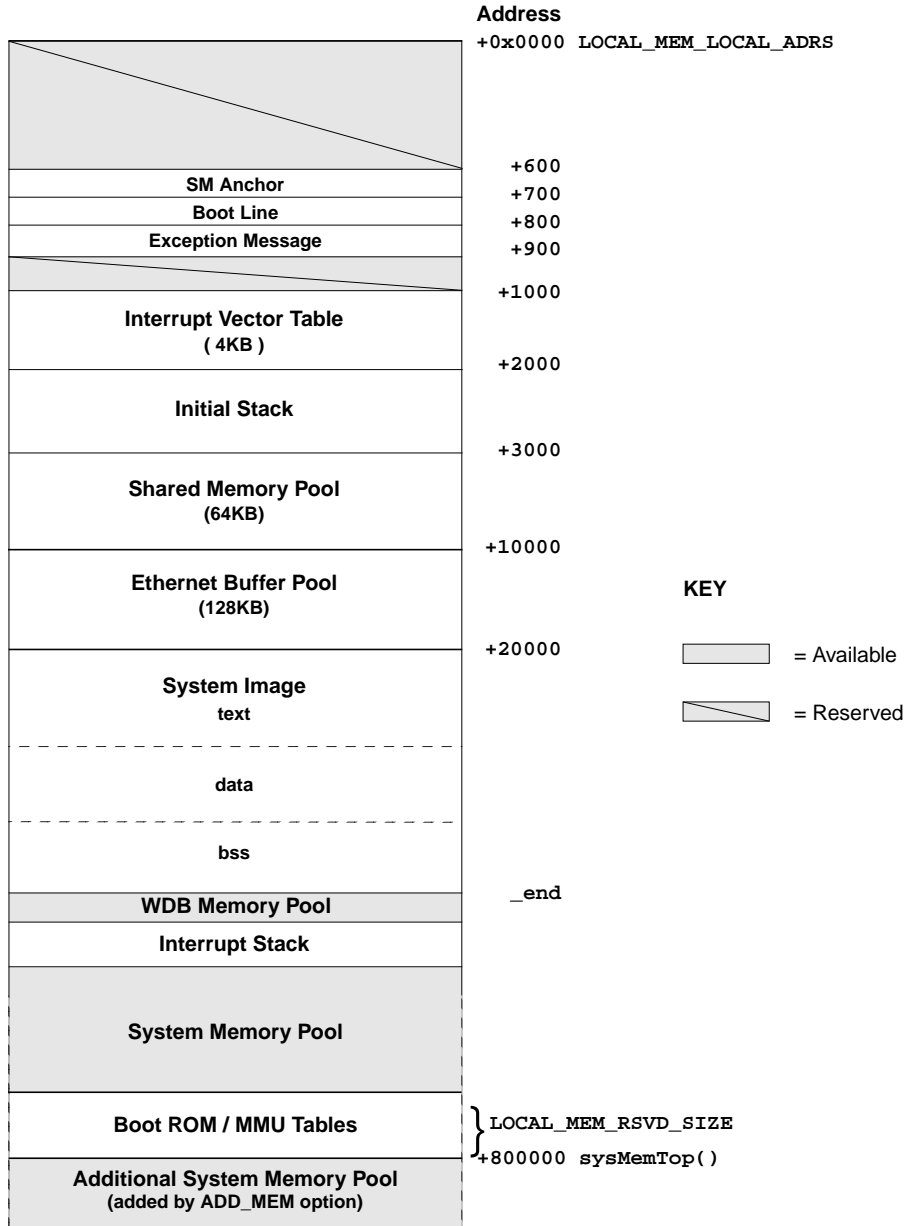 Address
+0x0000 LOCAL_MEM_LOCAL_ADRS
+600
SM Anchor
+700
Boot Line
+800
Exception Message
+900
+1000
Interrupt Vector Table
( 4KB )
+2000
Initial Stack
+3000
Shared Memory Pool
(64KB)
+10000
Ethernet Buffer Pool
(128KB)
+20000
System Image
text
data
bss
_end
WDB Memory Pool
Interrupt Stack
System Memory Pool
Boot ROM / MMU Tables
LOCAL_MEM_RSVD_SIZE
+800000 sysMemTop()
Additional System Memory Pool
(added by ADD_MEM option)
KEY
= Available
= Reserved